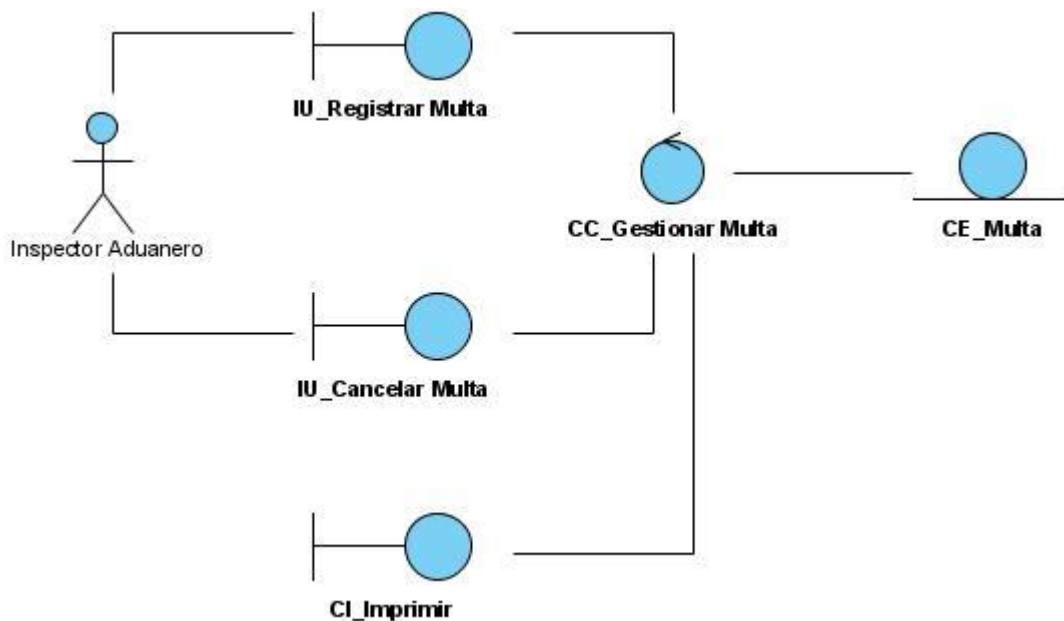 IU_Registrar Multa
Inspector Aduanero
CC_Gestionar Multa
CE_Multa
IU_Cancelar Multa
CI_Imprimir